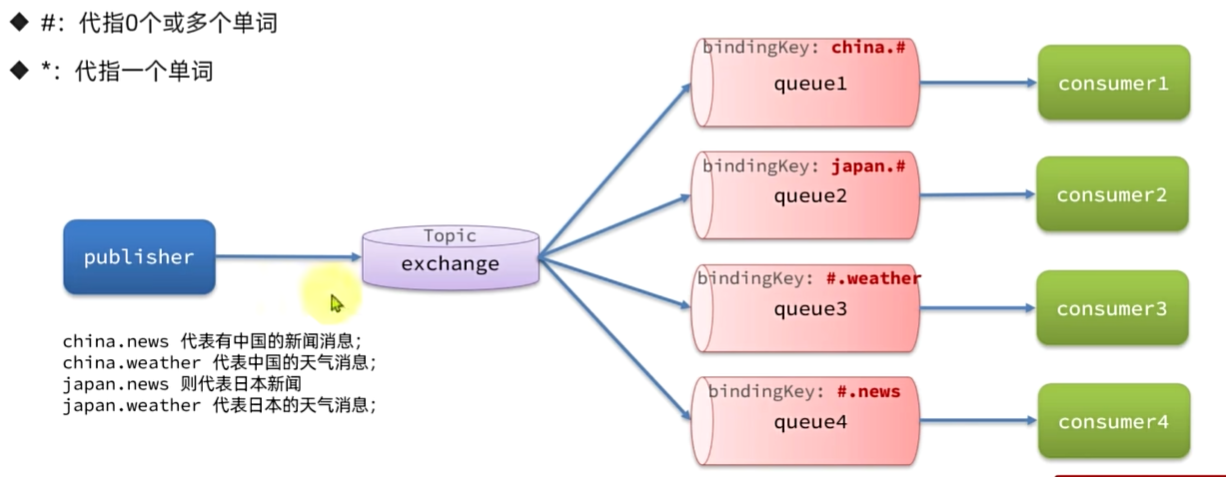 ◆ #：代指0个或多个单词
◆ *：代指一个单词
publisher
Topic
exchange
bindingKey: china.#
queue1
consumer1
bindingKey: japan.#
queue2
consumer2
bindingKey: #.weather
queue3
consumer3
bindingKey: #.news
queue4
consumer4
china.news 代表有中国的新闻消息;
china.weather 代表中国的天气消息;
japan.news 则代表日本新闻
japan.weather 代表日本的天气消息;